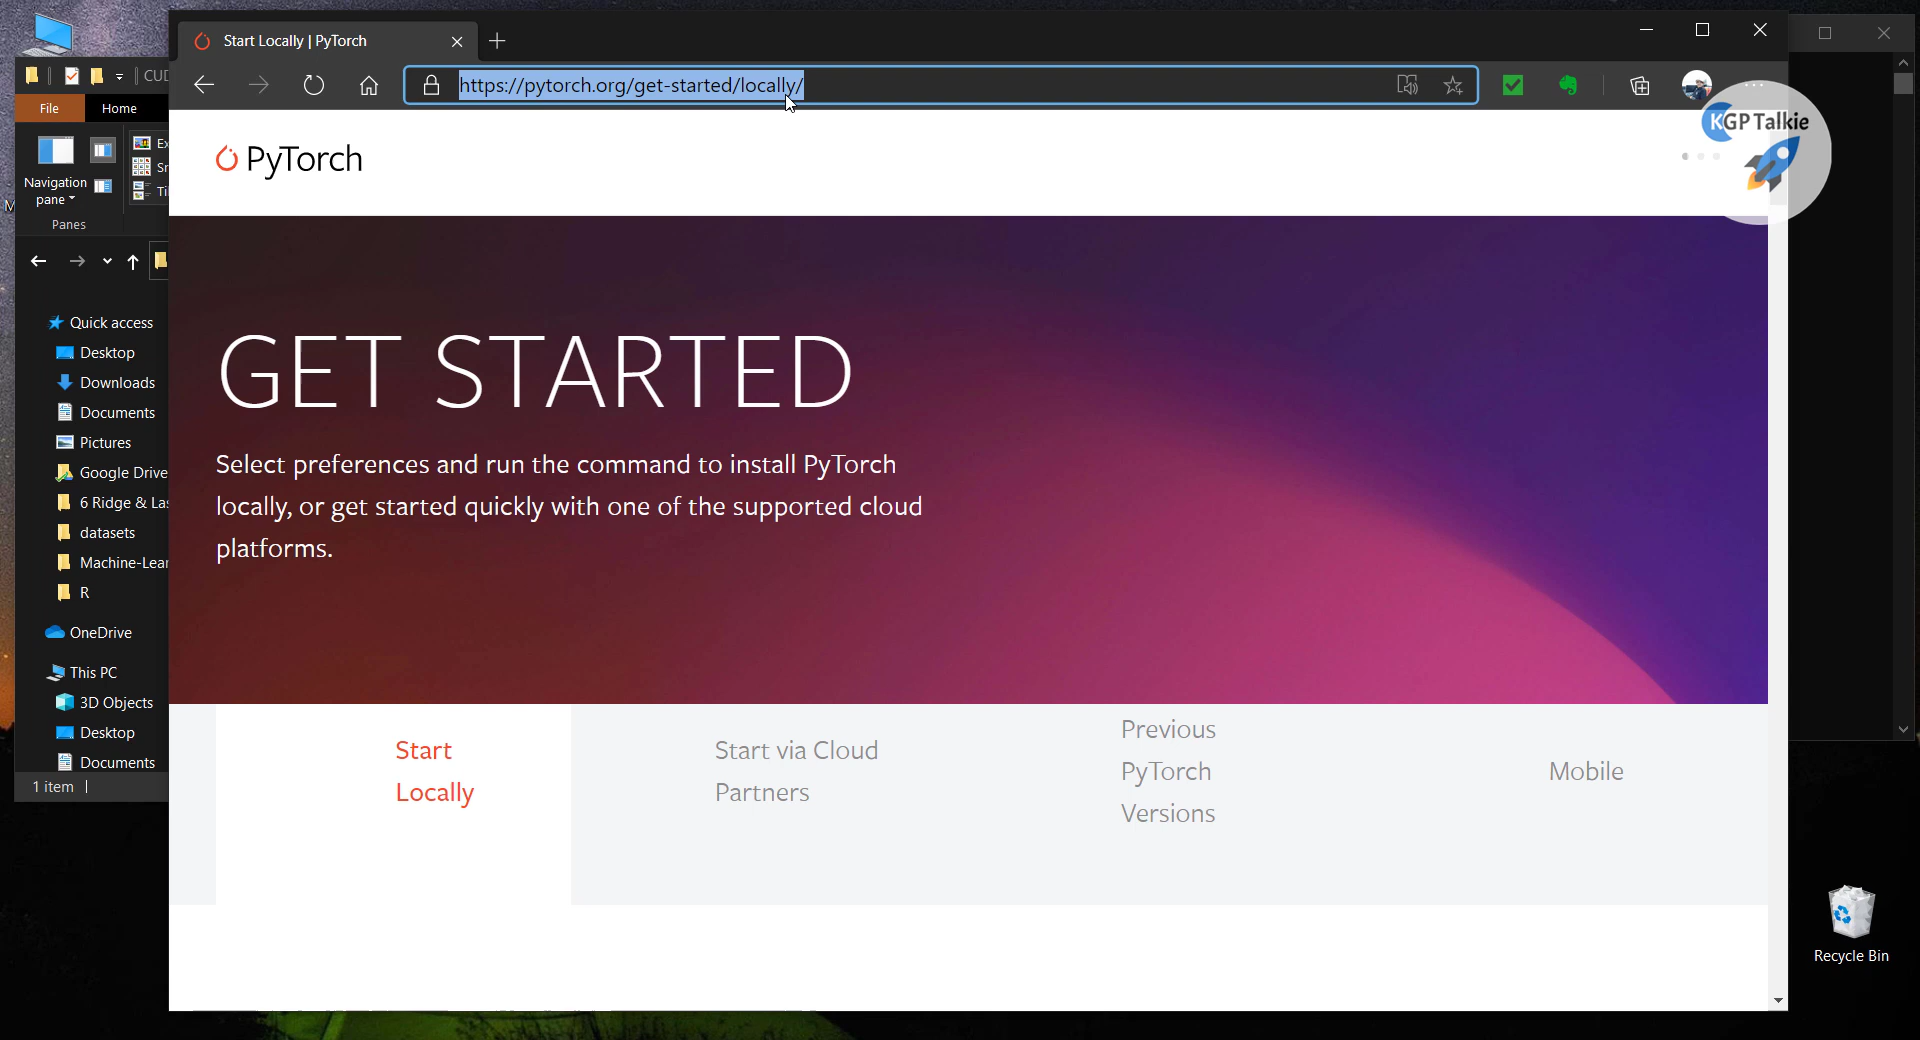 Start Locally | PyTorch
https://pytorch.org/get-started/locally/
KGP Talkie
File
Home
Navigation
pane
Panes
PyTorch
GET STARTED
Select preferences and run the command to install PyTorch
locally, or get started quickly with one of the supported cloud
platforms.
Quick access
Desktop
Downloads
Documents
Pictures
Google Drive
6 Ridge &
datasets
R
OneDrive
This PC
3D Objects
Desktop
Documents
1 item
Start
Locally
Start via Cloud
Partners
Previous
PyTorch
Versions
Mobile
Recycle Bin